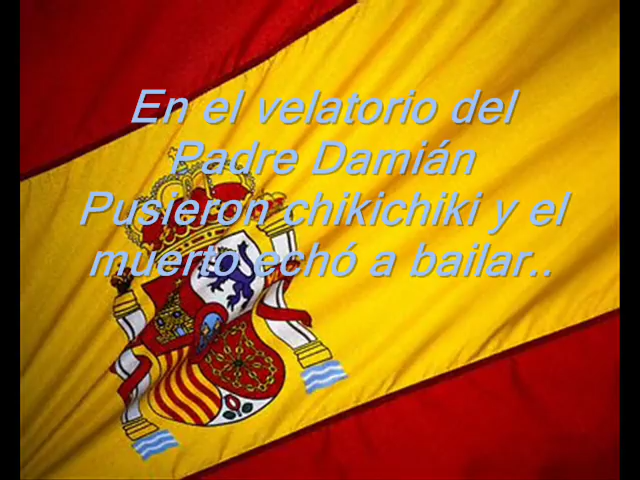 En el velatorio del
Padre Damián
Pusieron chikichiki y el
muerto echó a bailar..